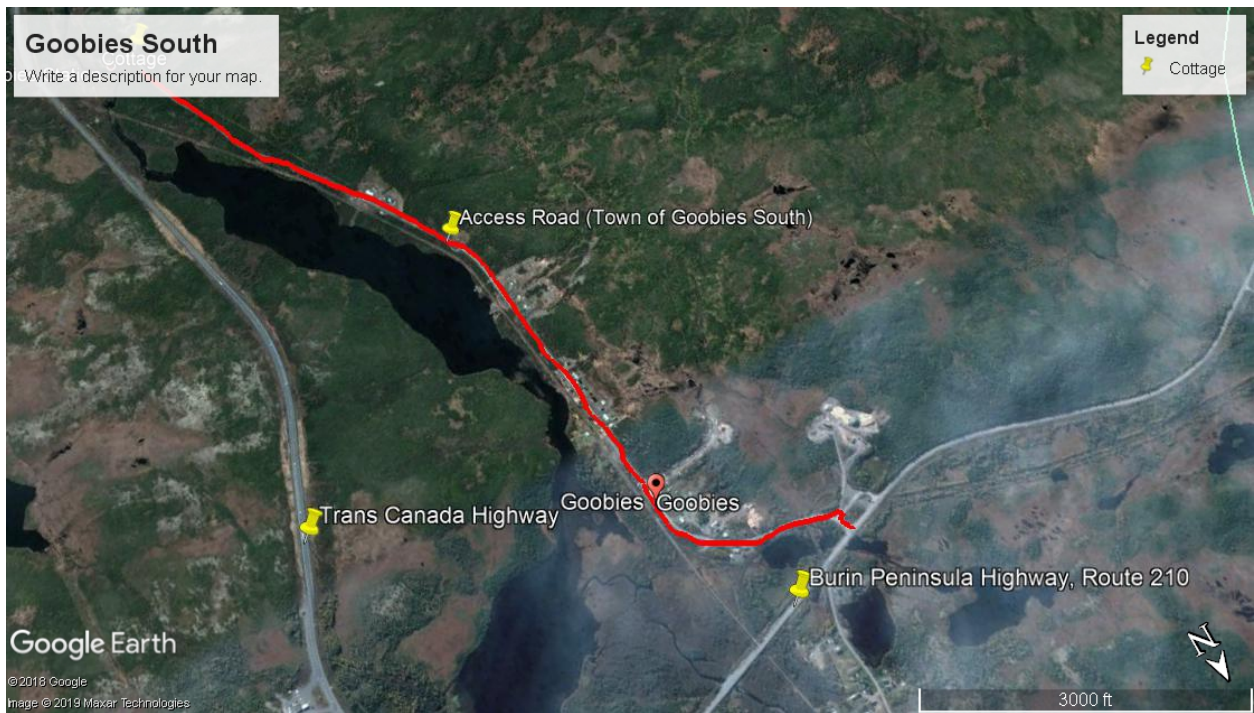 Goobies South
Write a description for your map.
Cottage
Legend
Cottage
Access Road (Town of Goobies South)
Goobies Goobies
Trans Canada Highway
Burin Peninsula Highway, Route 210
N
Google Earth
©2018 Google
Image © 2019 Maxar Technologies
3000 ft